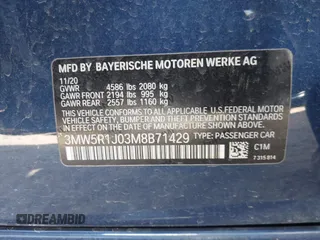 MFD. BY BAYERISCHE MOTOREN WERKE AG
11/20
GVWR 4586 lbs 2080 kg
GAWR FRONT 2194 lbs 995 kg
GAWR REAR 2557 lbs 1160 kg
THIS VEHICLE CONFORMS TO ALL APPLICABLE U.S. FEDERAL MOTOR
VEHICLE SAFETY, BUMPER, AND THEFT PREVENTION STANDARDS IN
EFFECT ON THE DATE OF MANUFACTURE SHOWN ABOVE.
3MW5R1J03M8B71429 TYPE: PASSENGER CAR
C1M
7 315 814
DREAMBID